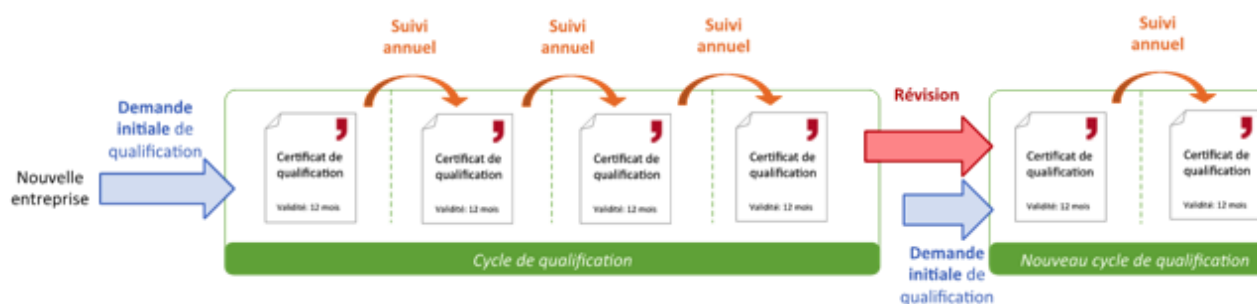 Suivi
annuel
Suivi
annuel
Suivi
annuel
Suivi
annuel
Demande
initiale de
qualification
Révision
Nouvelle
entreprise
Certificat de
qualification
Validité: 12 mois
Certificat de
qualification
Validité: 12 mois
Certificat de
qualification
Validité: 12 mois
Certificat de
qualification
Validité: 12 mois
Certificat de
qualification
Validité: 12 mois
Certificat de
qualification
Validité: 12 mois
Cycle de qualification
Demande
initiale de
qualification
Nouveau cycle de qualification